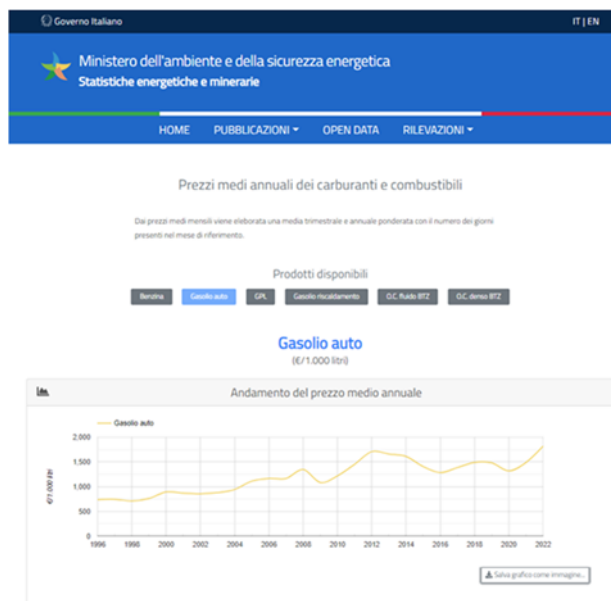 Governo Italiano IT | EN
Ministero dell'ambiente e della sicurezza energetica
Statistiche energetiche e minerarie
HOME PUBBLICAZIONI OPEN DATA RILEVAZIONI
Prezzi medi annuali dei carburanti e combustibili
Dai prezzi medi mensili viene eleborata una media trimestrale e annuale ponderata con il numero dei giorni
presenti nel mese di riferimento.
Prodotti disponibili
Benzina Gasolio auto GPL Gasolio riscaldamento O.C. fluido BTZ O.C. denso BTZ
Gasolio auto
(€/1.000 litri)
Andamento del prezzo medio annuale
Gasolio auto
2,000
1,500
1,000
500
0
€/1.000 litri
1996 1998 2000 2002 2004 2006 2008 2010 2012 2014 2016 2018 2020 2022
Salva grafico come immagine...